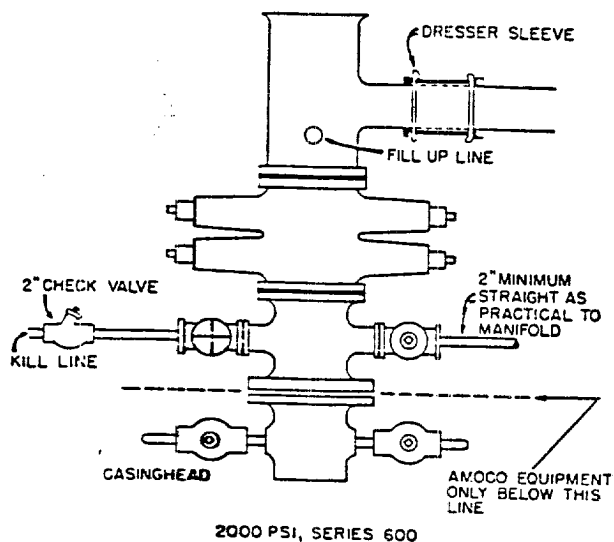 DRESSER SLEEVE
FILL UP LINE
2" CHECK VALVE
KILL LINE
2" MINIMUM
STRAIGHT AS
PRACTICAL TO
MANIFOLD
CASINGHEAD
AMOCO EQUIPMENT
ONLY BELOW THIS
LINE
2000 PSI, SERIES 600